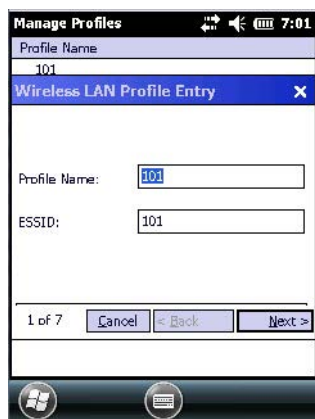 Manage Profiles 7:01
Profile Name
101
Wireless LAN Profile Entry
Profile Name: 101
ESSID: 101
1 of 7 Cancel < Back Next >